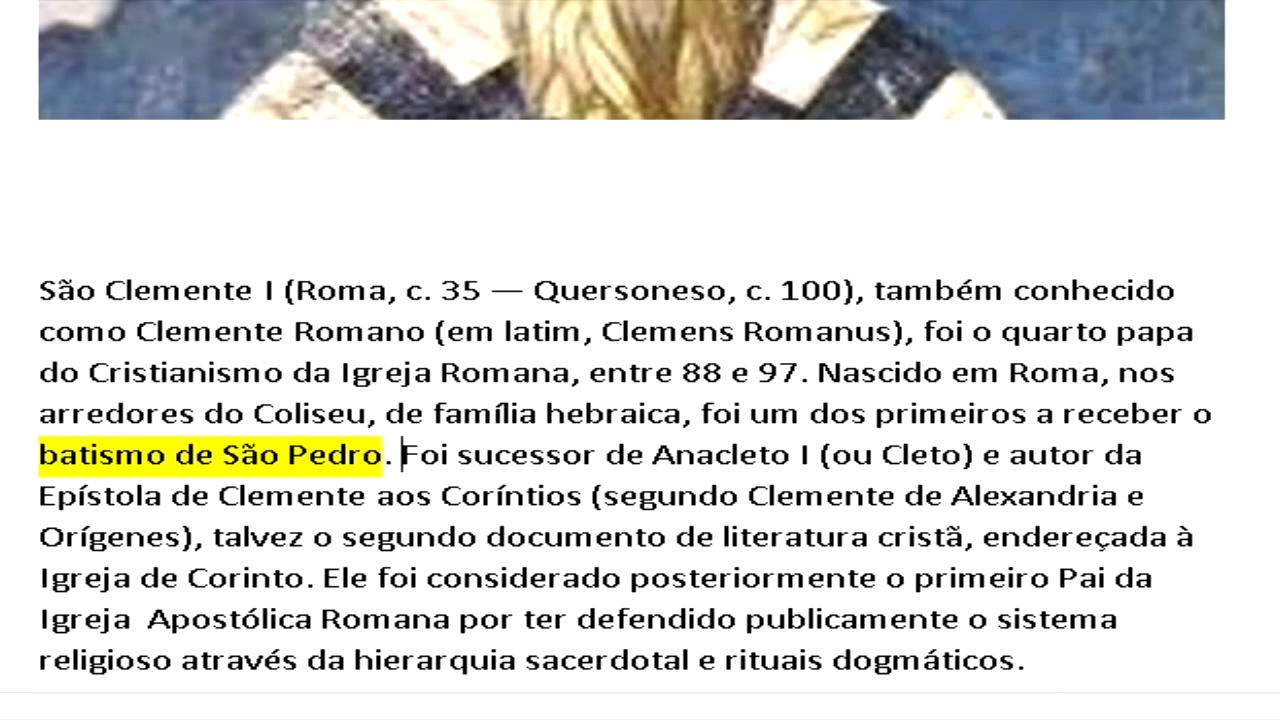 São Clemente I (Roma, c. 35 — Quersoneso, c. 100), também conhecido
como Clemente Romano (em latim, Clemens Romanus), foi o quarto papa
do Cristianismo da Igreja Romana, entre 88 e 97. Nascido em Roma, nos
arredores do Coliseu, de família hebraica, foi um dos primeiros a receber o
batismo de São Pedro. Foi sucessor de Anacleto I (ou Cleto) e autor da
Epístola de Clemente aos Coríntios (segundo Clemente de Alexandria e
Orígenes), talvez o segundo documento de literatura cristã, endereçada à
Igreja de Corinto. Ele foi considerado posteriormente o primeiro Pai da
Igreja  Apostólica Romana por ter defendido publicamente o sistema
religioso através da hierarquia sacerdotal e rituais dogmáticos.